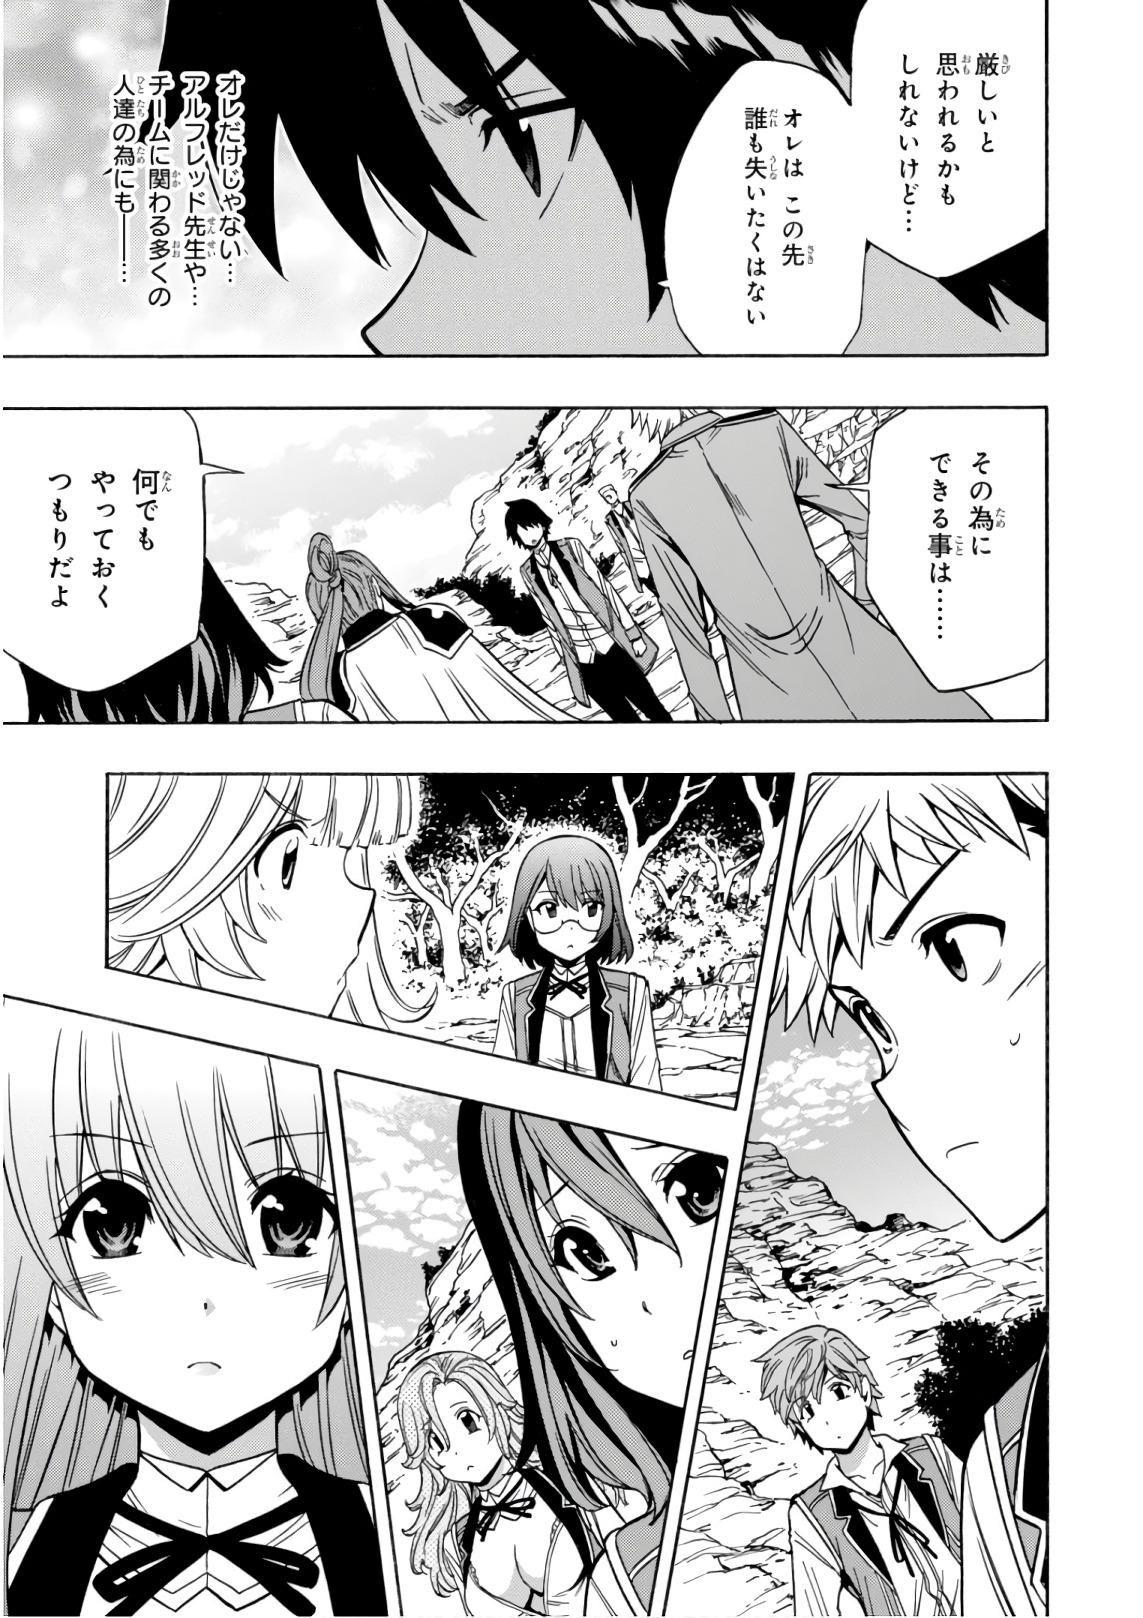 厳しいと
思われるかも
しれないけど…
オレは この先
誰も失いたくはない
オレだけじゃない…
アルフレッド先生や…
チームに関わる多くの
人達の為にも――…
その為に
できる事は……
何でも
やっておく
つもりだよ